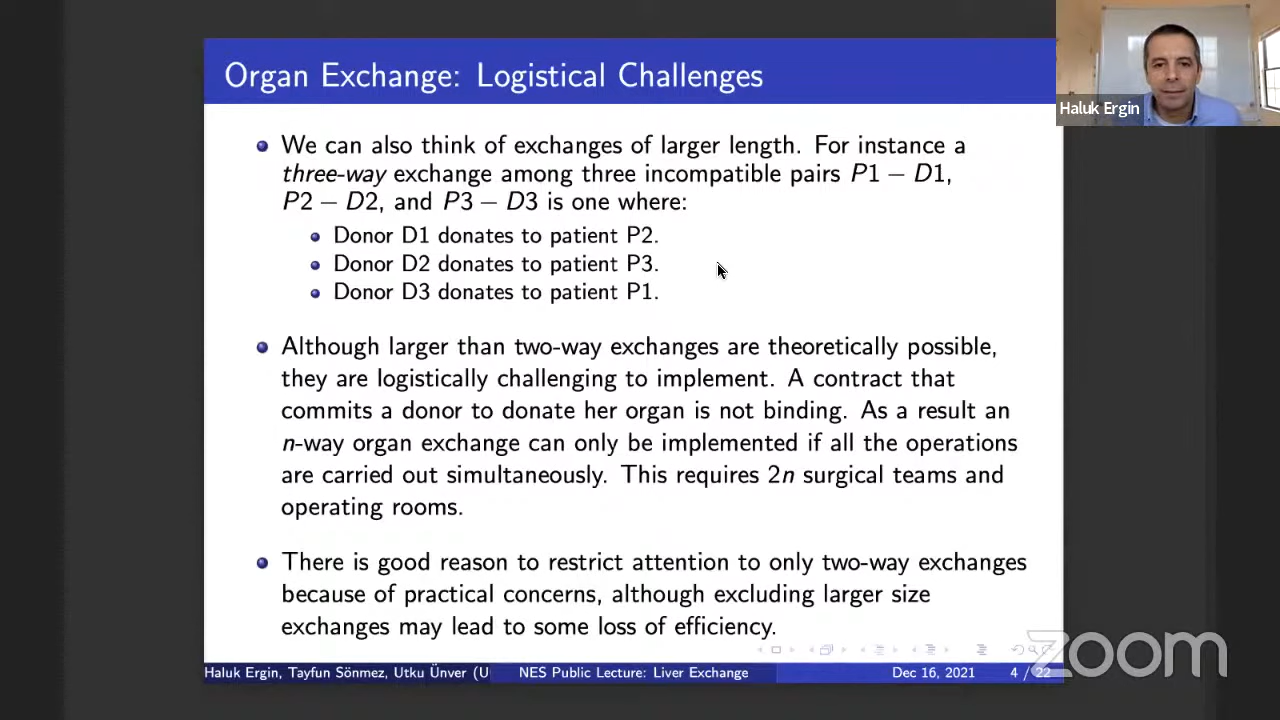 Organ Exchange: Logistical Challenges
Haluk Ergin
We can also think of exchanges of larger length. For instance a
three-way exchange among three incompatible pairs P1 − D1,
P2 − D2, and P3 − D3 is one where:
Donor D1 donates to patient P2.
Donor D2 donates to patient P3.
Donor D3 donates to patient P1.
Although larger than two-way exchanges are theoretically possible,
they are logistically challenging to implement. A contract that
commits a donor to donate her organ is not binding. As a result an
n-way organ exchange can only be implemented if all the operations
are carried out simultaneously. This requires 2n surgical teams and
operating rooms.
There is good reason to restrict attention to only two-way exchanges
because of practical concerns, although excluding larger size
exchanges may lead to some loss of efficiency.
zoom
Haluk Ergin, Tayfun Sönmez, Utku Ünver (U
NES Public Lecture: Liver Exchange
Dec 16, 2021
4 / 22